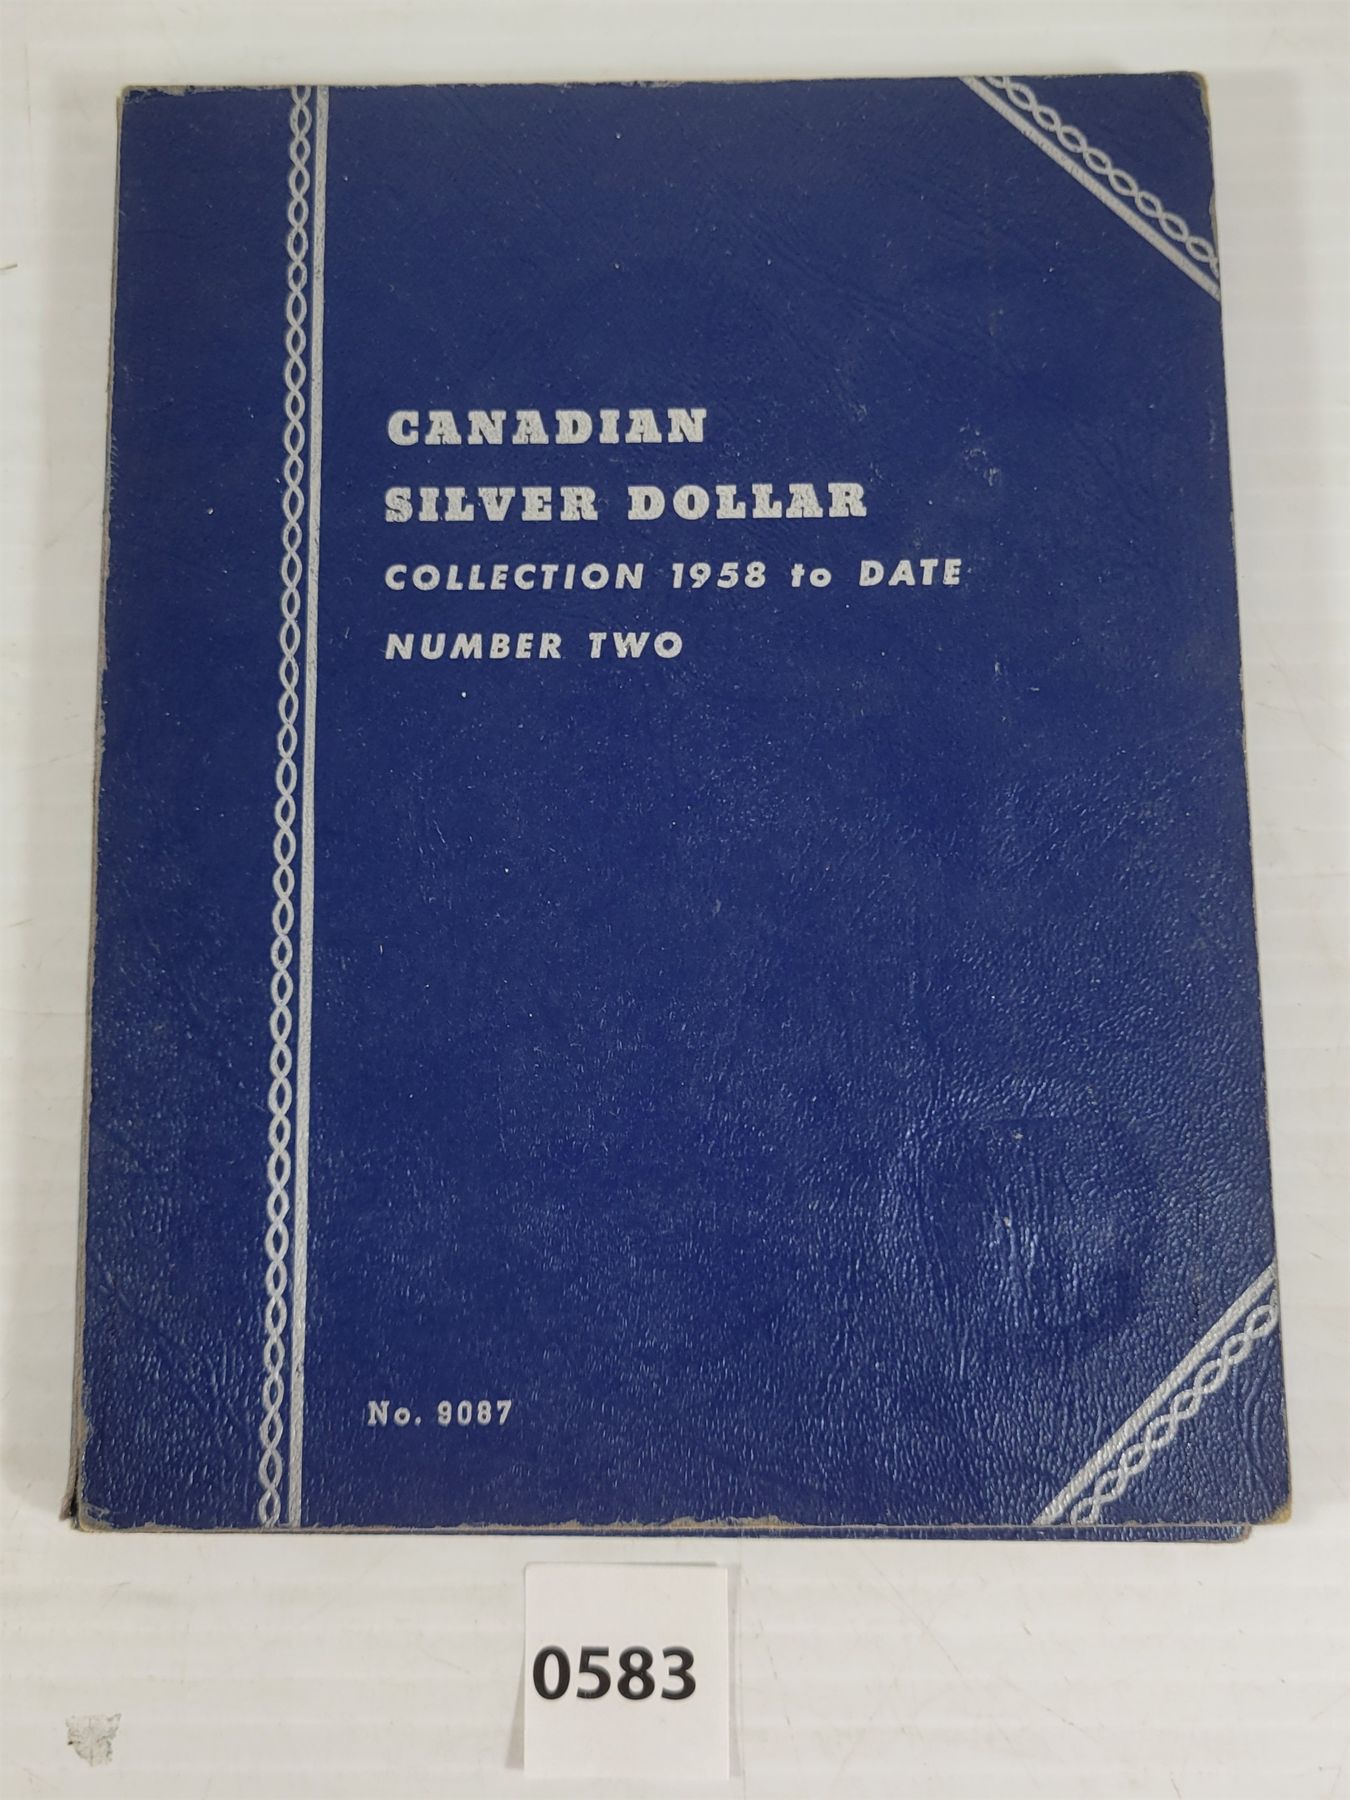 CANADIAN
SILVER DOLLAR
COLLECTION 1958 to DATE
NUMBER TWO
No. 9087
0583